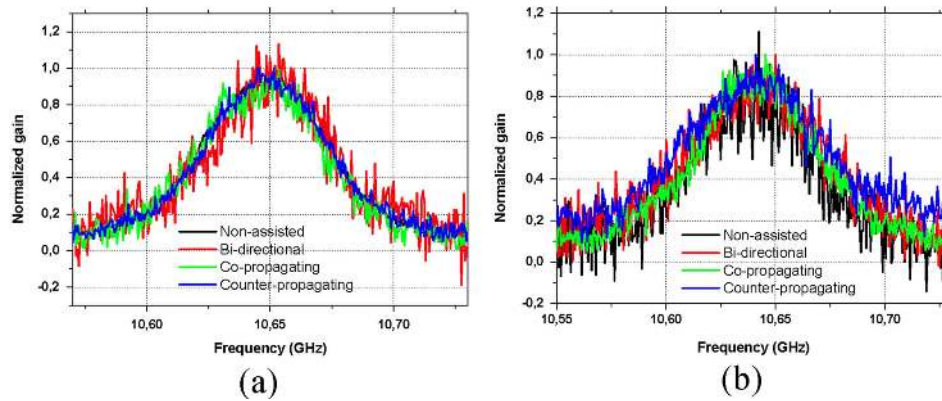 1,2
1,0
0,8
0,6
0,4
0,2
0,0
-0,2
Normalized gain
Non-assisted
Bi-directional
Co-propagating
Counter-propagating
10,60
10,65
10,70
Frequency (GHz)
(a)
1,2
1,0
0,8
0,6
0,4
0,2
0,0
-0,2
Normalized gain
Non-assisted
Bi-directional
Co-propagating
Counter-propagating
10,55
10,60
10,65
10,70
Frequency (GHz)
(b)